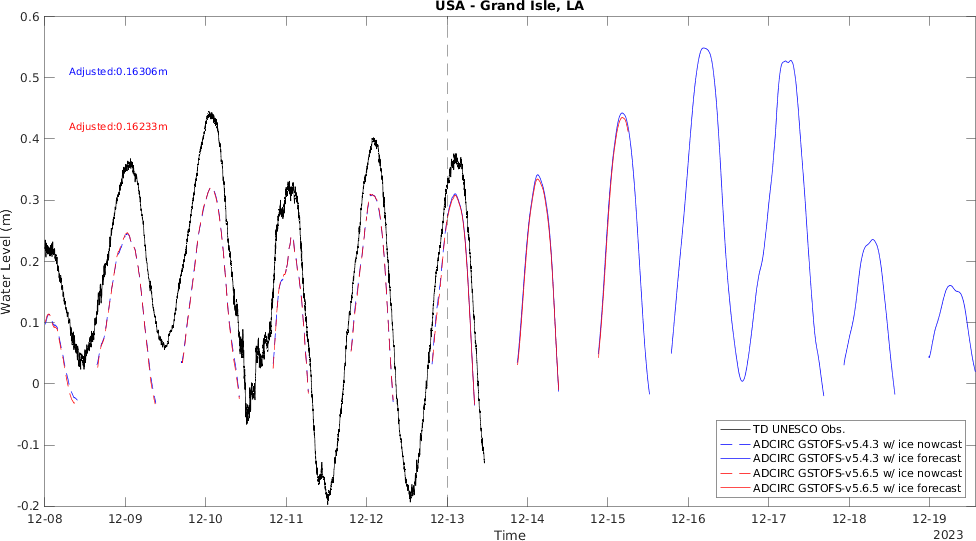 USA - Grand Isle, LA
0.6
0.5
0.4
0.3
0.2
0.1
0
-0.1
-0.2
Water Level (m)
Adjusted:0.16306m
Adjusted:0.16233m
TD UNESCO Obs.
ADCIRC GSTOFS-v5.4.3 w/ ice nowcast
ADCIRC GSTOFS-v5.4.3 w/ ice forecast
ADCIRC GSTOFS-v5.6.5 w/ ice nowcast
ADCIRC GSTOFS-v5.6.5 w/ ice forecast
12-08 12-09 12-10 12-11 12-12 12-13 12-14 12-15 12-16 12-17 12-18 12-19
Time
2023